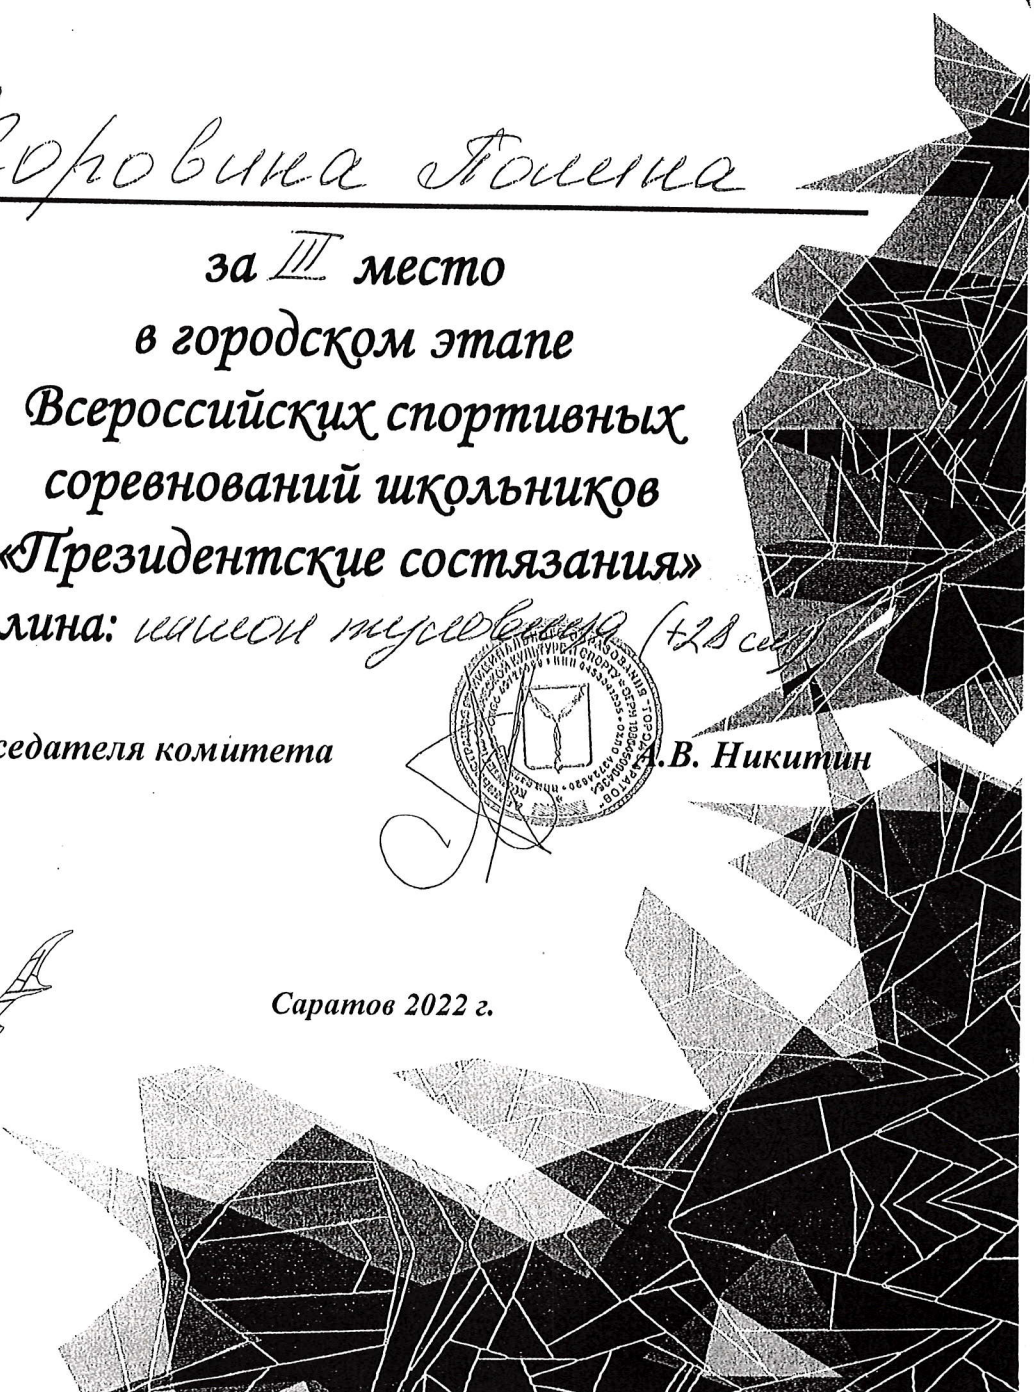 Воровина Полина
за III место
в городском этапе
Всероссийских спортивных
соревнований школьников
«Президентские состязания»
лина: наклон туловища (+28 см)
седателя комитета А.В. Никитин
Саратов 2022 г.